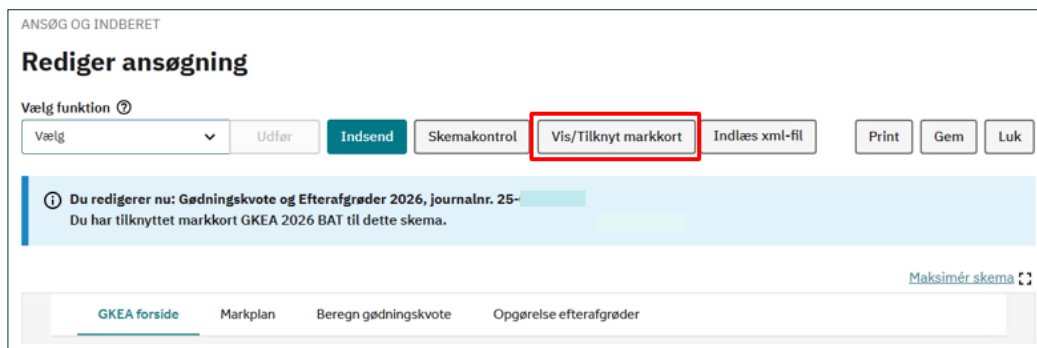 ANSØG OG INDBERET
Rediger ansøgning
Vælg funktion
Vælg Udfør Indsend Skemakontrol Vis/Tilknyt markkort Indlæs xml-fil Print Gem Luk
Du redigerer nu: Gødningskvote og Efterafgrøder 2026, journalnr. 25-
Du har tilknyttet markkort GKEA 2026 BAT til dette skema.
Maksimér skema
GKEA forside Markplan Beregn gødningskvote Opgørelse efterafgrøder